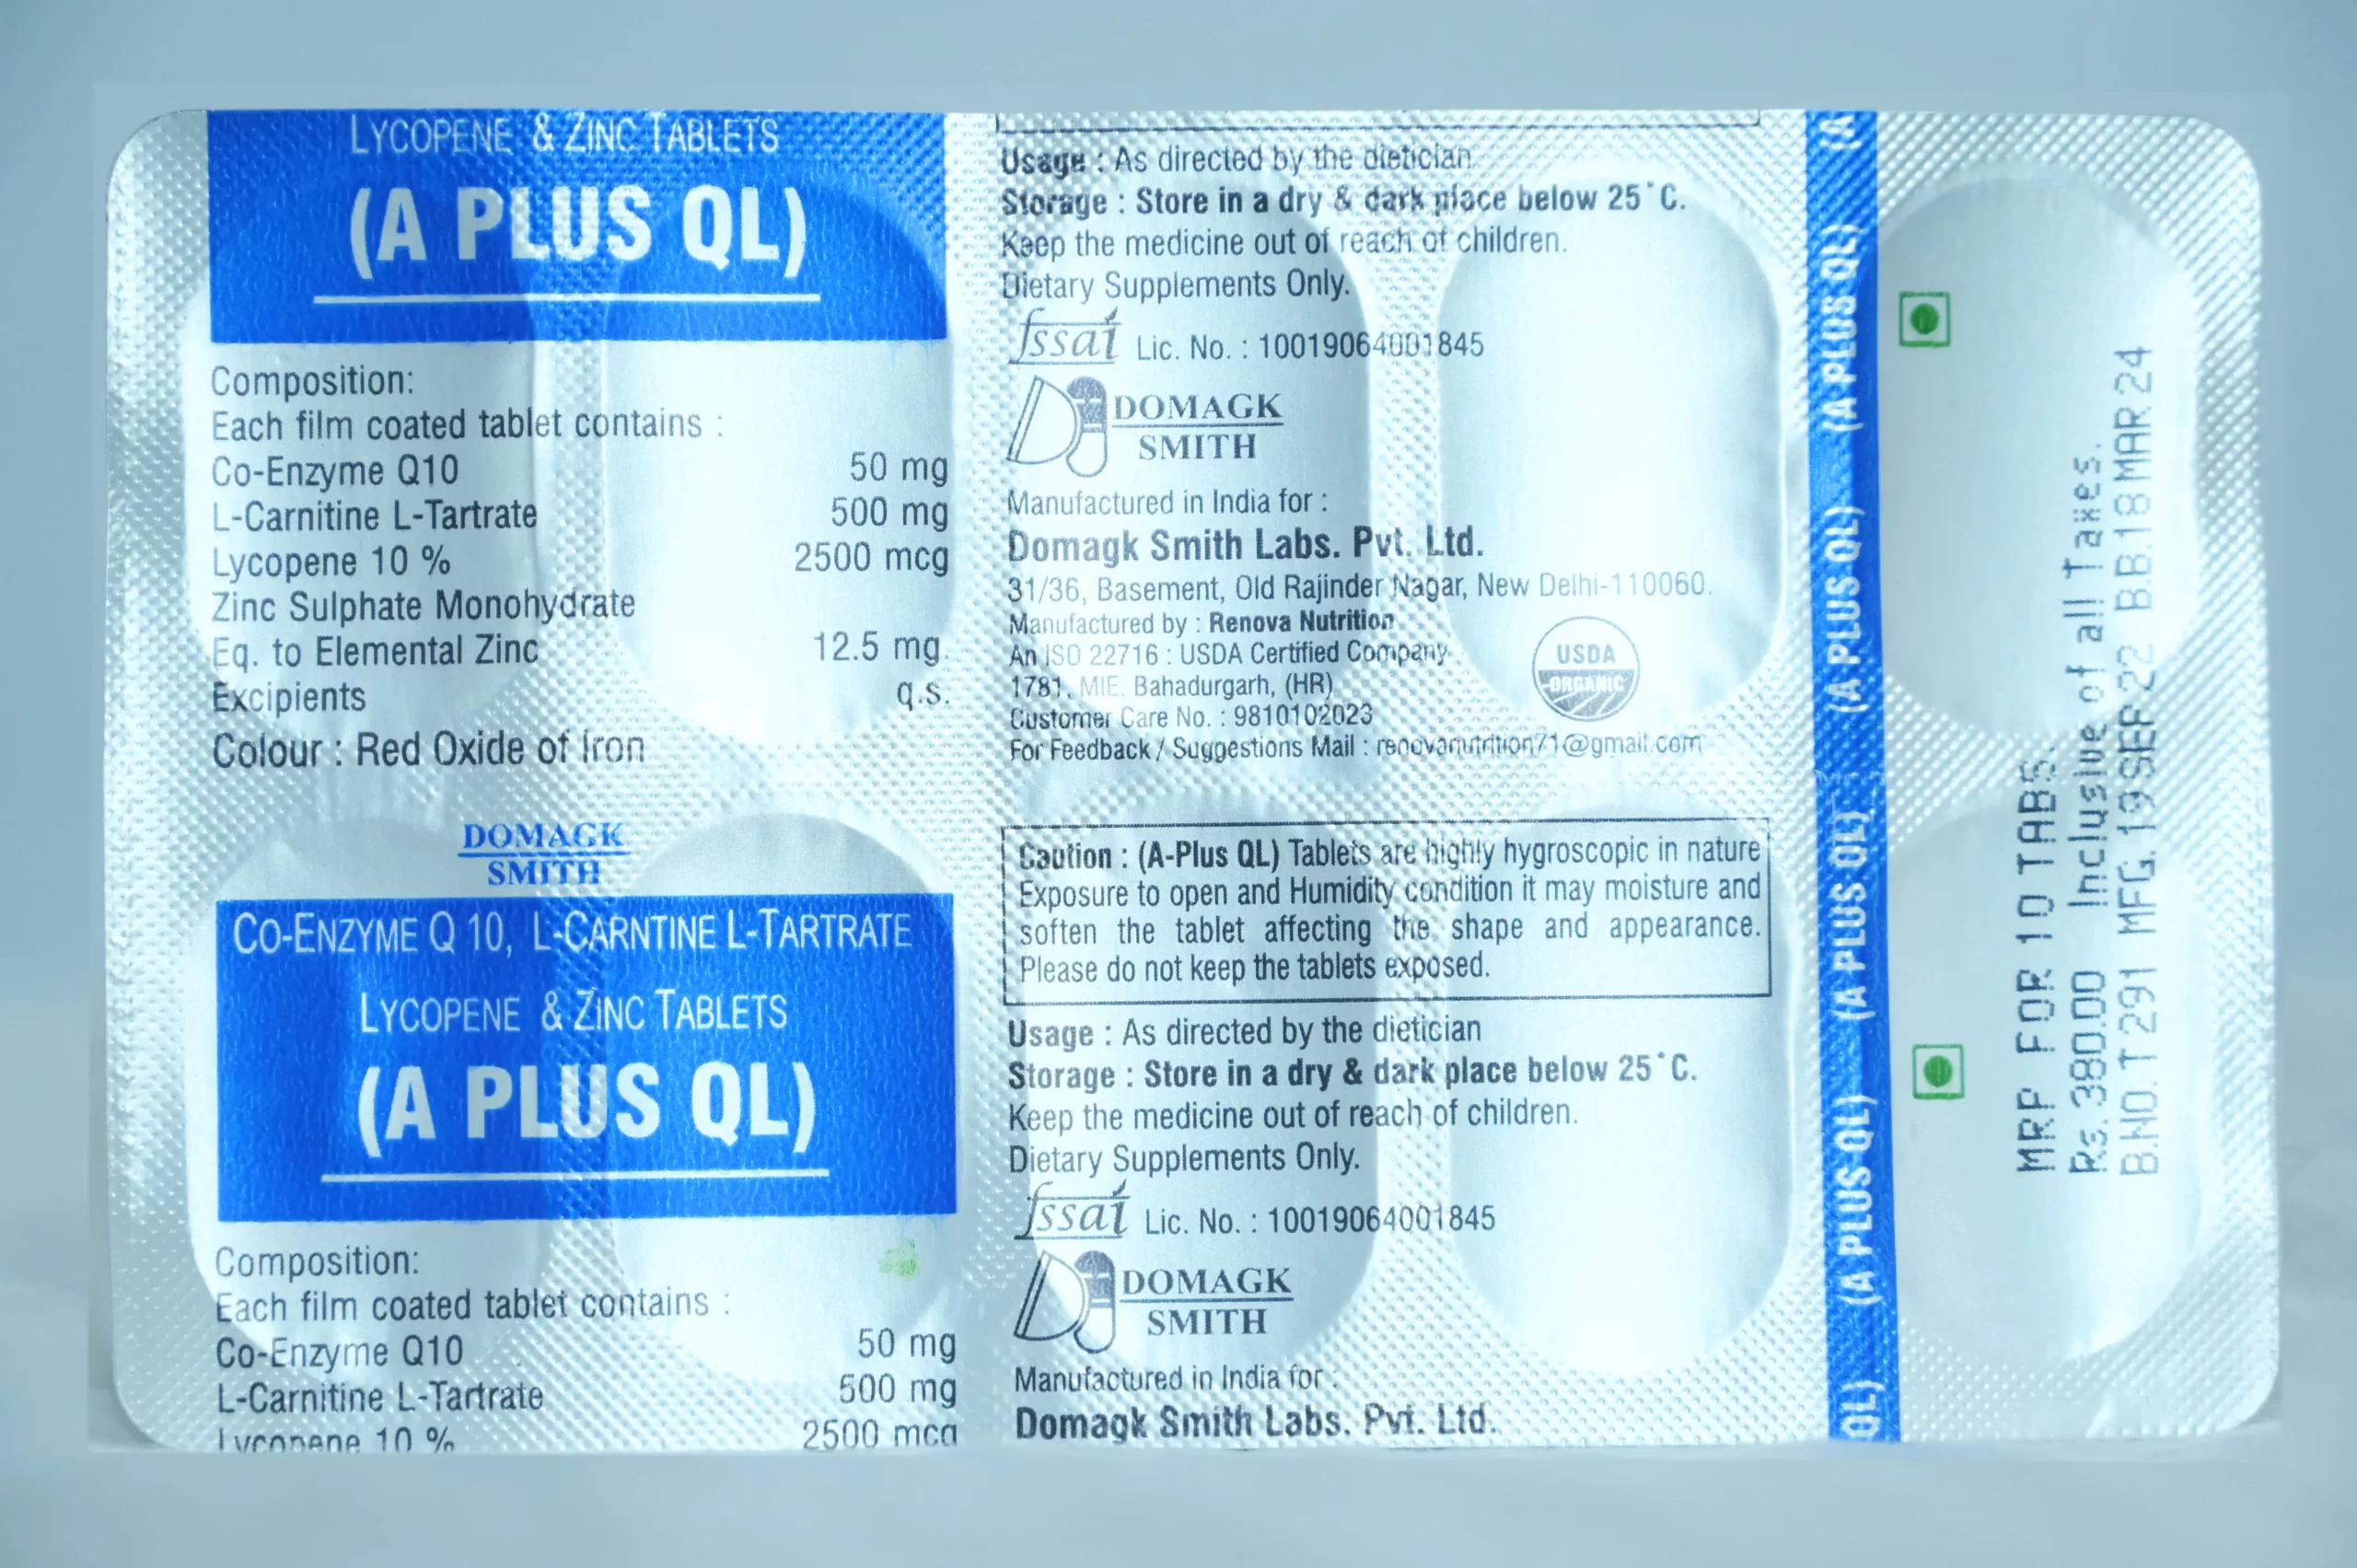 LYCOPENE & ZINC TABLETS
(A PLUS QL)
Composition:
Each film coated tablet contains :
Co-Enzyme Q10 50 mg
L-Carnitine L-Tartrate 500 mg
Lycopene 10 % 2500 mcg
Zinc Sulphate Monohydrate
Eq. to Elemental Zinc 12.5 mg.
Excipients q.s.
Colour : Red Oxide of Iron
DOMAGK
SMITH
CO-ENZYME Q 10, L-CARNTINE L-TARTRATE
LYCOPENE & ZINC TABLETS
(A PLUS QL)
Composition:
Each film coated tablet contains :
Co-Enzyme Q10 50 mg
L-Carnitine L-Tartrate 500 mg
Lycopene 10 % 2500 mcg
Usage : As directed by the dietician
Storage : Store in a dry & dark place below 25°C.
Keep the medicine out of reach of children.
Dietary Supplements Only.
fssai Lic. No. : 10019064001845
DOMAGK
SMITH
Manufactured in India for :
Domagk Smith Labs. Pvt. Ltd.
31/36, Basement, Old Rajinder Nagar, New Delhi-110060.
Manufactured by : Renova Nutrition
An ISO 22716 : USDA Certified Company
1781, MIE, Bahadurgarh, (HR)
Customer Care No. : 9810102023
For Feedback / Suggestions Mail : renovanutrition71@gmail.com
USDA
ORGANIC
Caution : (A-Plus QL) Tablets are highly hygroscopic in nature
Exposure to open and Humidity condition it may moisture and
soften the tablet affecting the shape and appearance.
Please do not keep the tablets exposed.
Usage : As directed by the dietician
Storage : Store in a dry & dark place below 25°C.
Keep the medicine out of reach of children.
Dietary Supplements Only.
fssai Lic. No. : 10019064001845
DOMAGK
SMITH
Manufactured in India for :
Domagk Smith Labs. Pvt. Ltd.
QL) (A PLUS QL) (A PLUS QL) (A PLUS QL) (A PLUS QL) (A
MRP FOR 10 TABS.
Rs.380.00 Inclusive of all Taxes.
B.NO.T 291 MFG.19SEP22 B.B.18MAR24